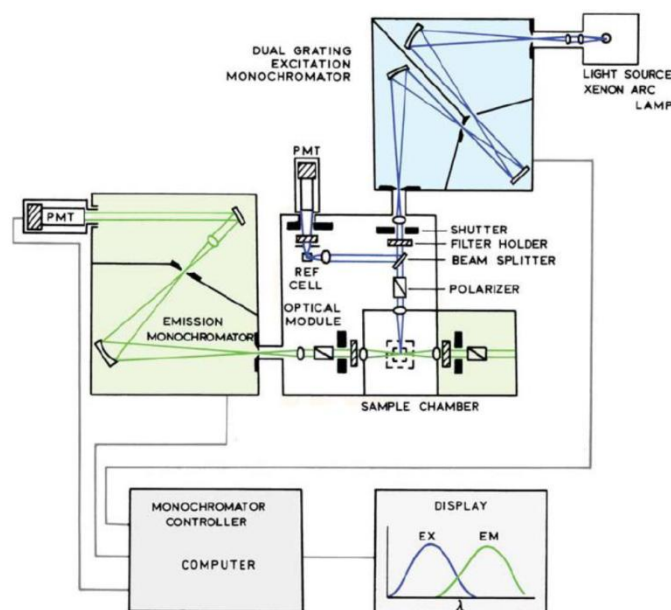 DUAL GRATING
EXCITATION
MONOCHROMATOR
LIGHT SOURCE
XENON ARC
LAMP
PMT
PMT
SHUTTER
FILTER HOLDER
BEAM SPLITTER
REF
CELL
POLARIZER
OPTICAL
MODULE
EMISSION
MONOCHROMATOR
SAMPLE CHAMBER
MONOCHROMATOR
CONTROLLER
COMPUTER
DISPLAY
EX EM
λ